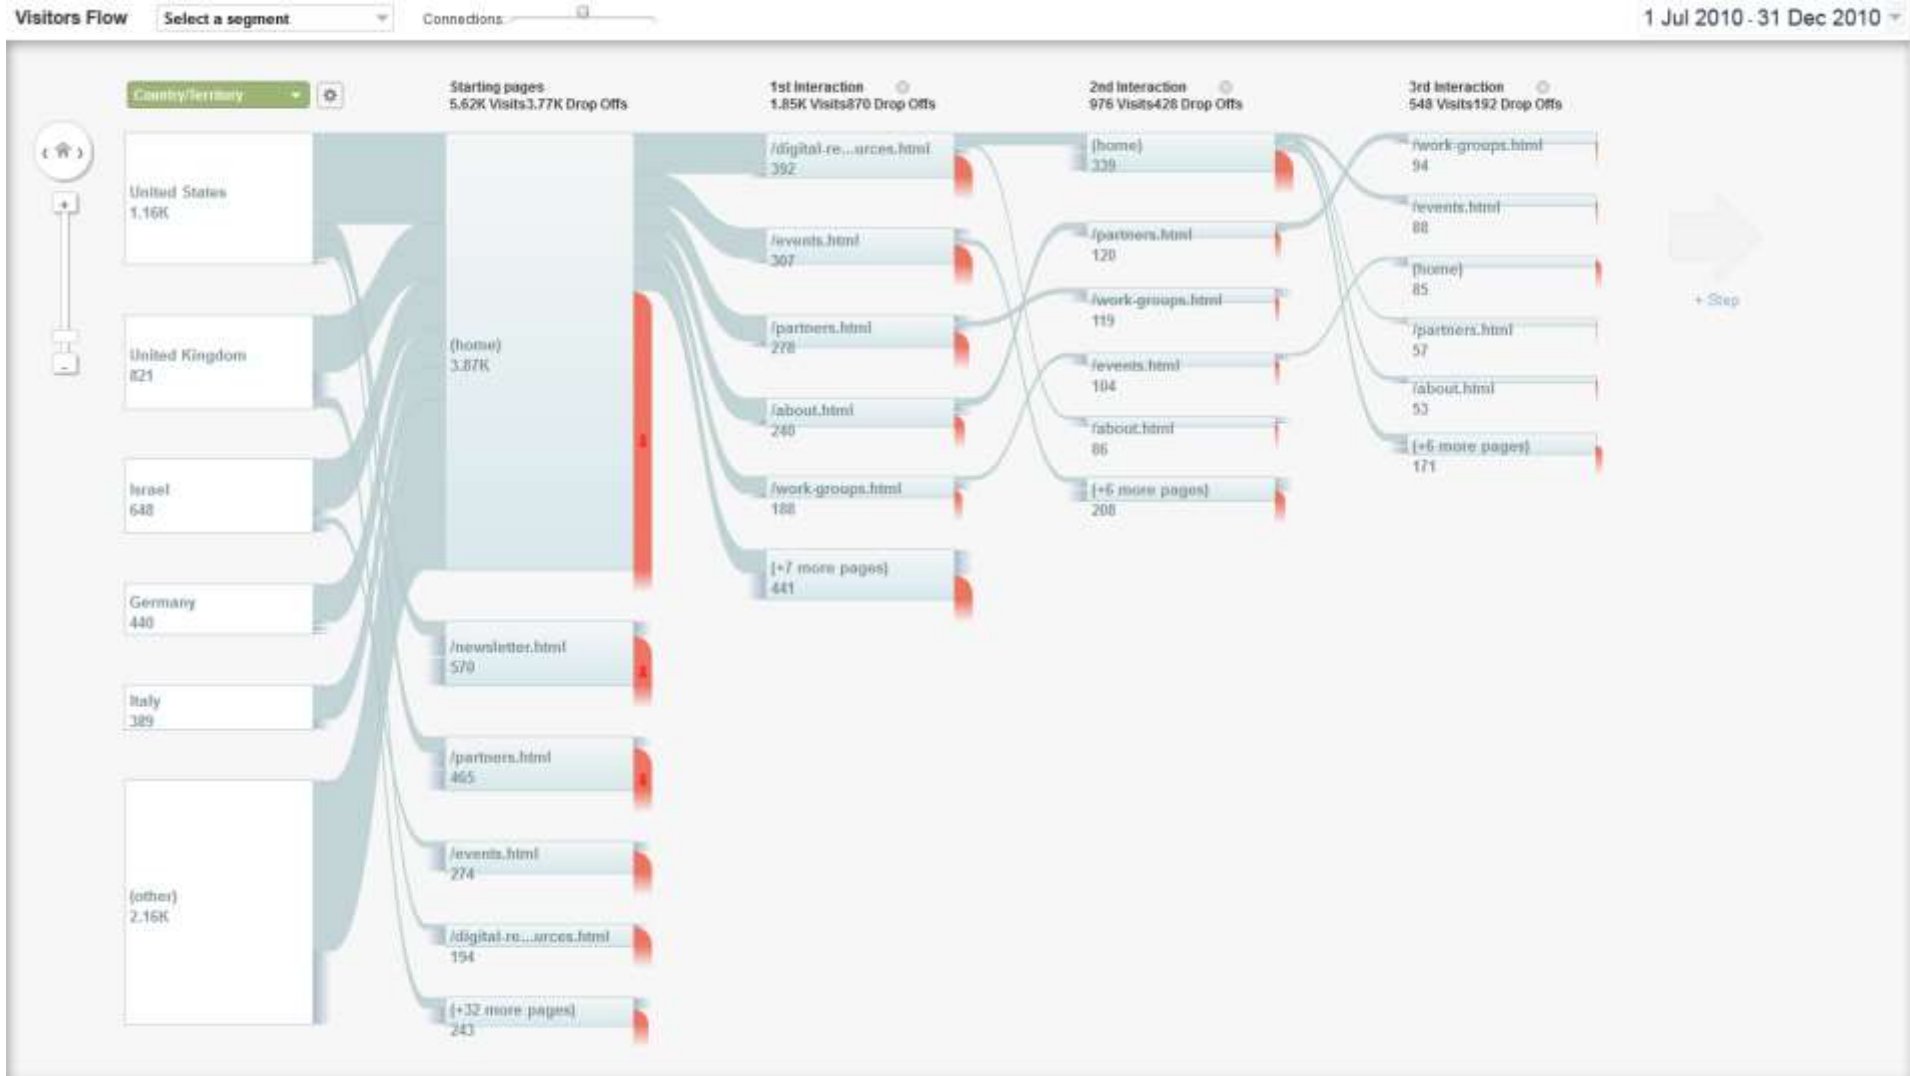 Visitors Flow
Select a segment
Connections
1 Jul 2010 - 31 Dec 2010
Country/Territory
United States
1.16K
United Kingdom
821
Israel
648
Germany
440
Italy
389
(other)
2.16K
Starting pages
5.62K Visits3.77K Drop Offs
(home)
3.87K
/newsletter.html
570
/partners.html
465
/events.html
274
/digital-re...urces.html
194
(+32 more pages)
243
1st Interaction
1.85K Visits870 Drop Offs
/digital-re...urces.html
392
/events.html
307
/partners.html
278
/about.html
240
/work-groups.html
188
(+7 more pages)
441
2nd Interaction
976 Visits428 Drop Offs
(home)
339
/partners.html
120
/work-groups.html
119
/events.html
104
/about.html
86
(+6 more pages)
208
3rd Interaction
548 Visits192 Drop Offs
/work-groups.html
94
/events.html
88
(home)
85
/partners.html
57
/about.html
53
(+6 more pages)
171
+ Step